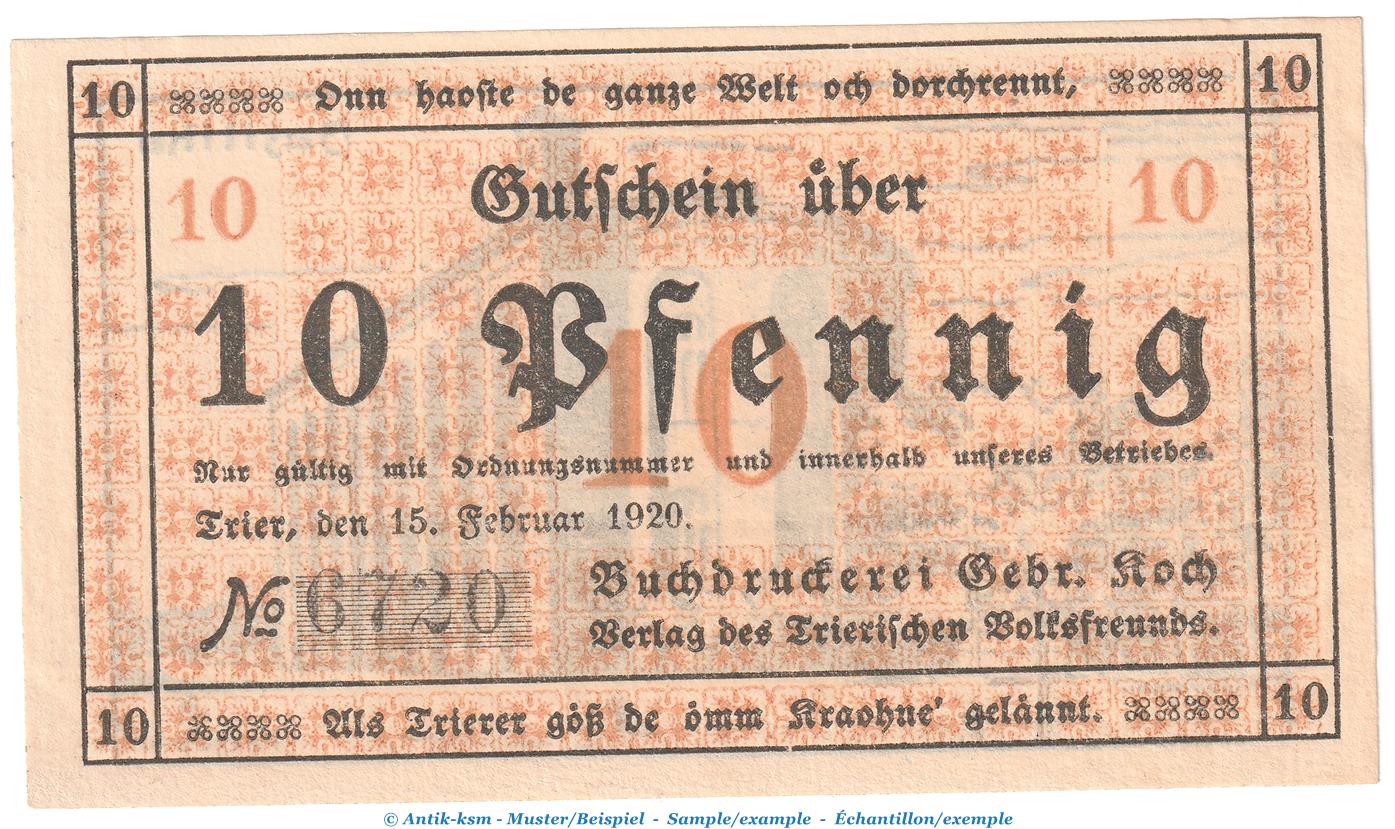 10 Onn haoste de ganze Welt och dorchrennt, 10
Gutschein über
10 10
10 Pfennig
10
Nur gültig mit Ordnungsnummer und innerhalb unseres Betriebes.
Trier, den 15. Februar 1920.
No 6720
Buchdruckerei Gebr. Koch
Verlag des Trierischen Volksfreunds.
10 Als Trierer göß de ömm Kraohne' gelånnt. 10
© Antik-ksm - Muster/Beispiel - Sample/example - Échantillon/exemple